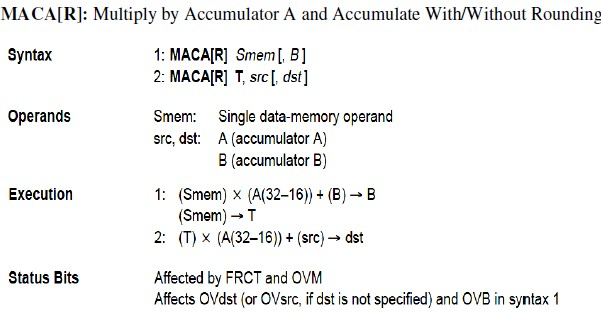 MACA[R]: Multiply by Accumulator A and Accumulate With/Without Rounding
Syntax 1: MACA[R] Smem [, B ]
2: MACA[R] T, src [, dst ]
Operands Smem: Single data-memory operand
src, dst: A (accumulator A)
B (accumulator B)
Execution 1: (Smem) × (A(32–16)) + (B) → B
(Smem) → T
2: (T) × (A(32–16)) + (src) → dst
Status Bits Affected by FRCT and OVM
Affects OVdst (or OVsrc, if dst is not specified) and OVB in syntax 1